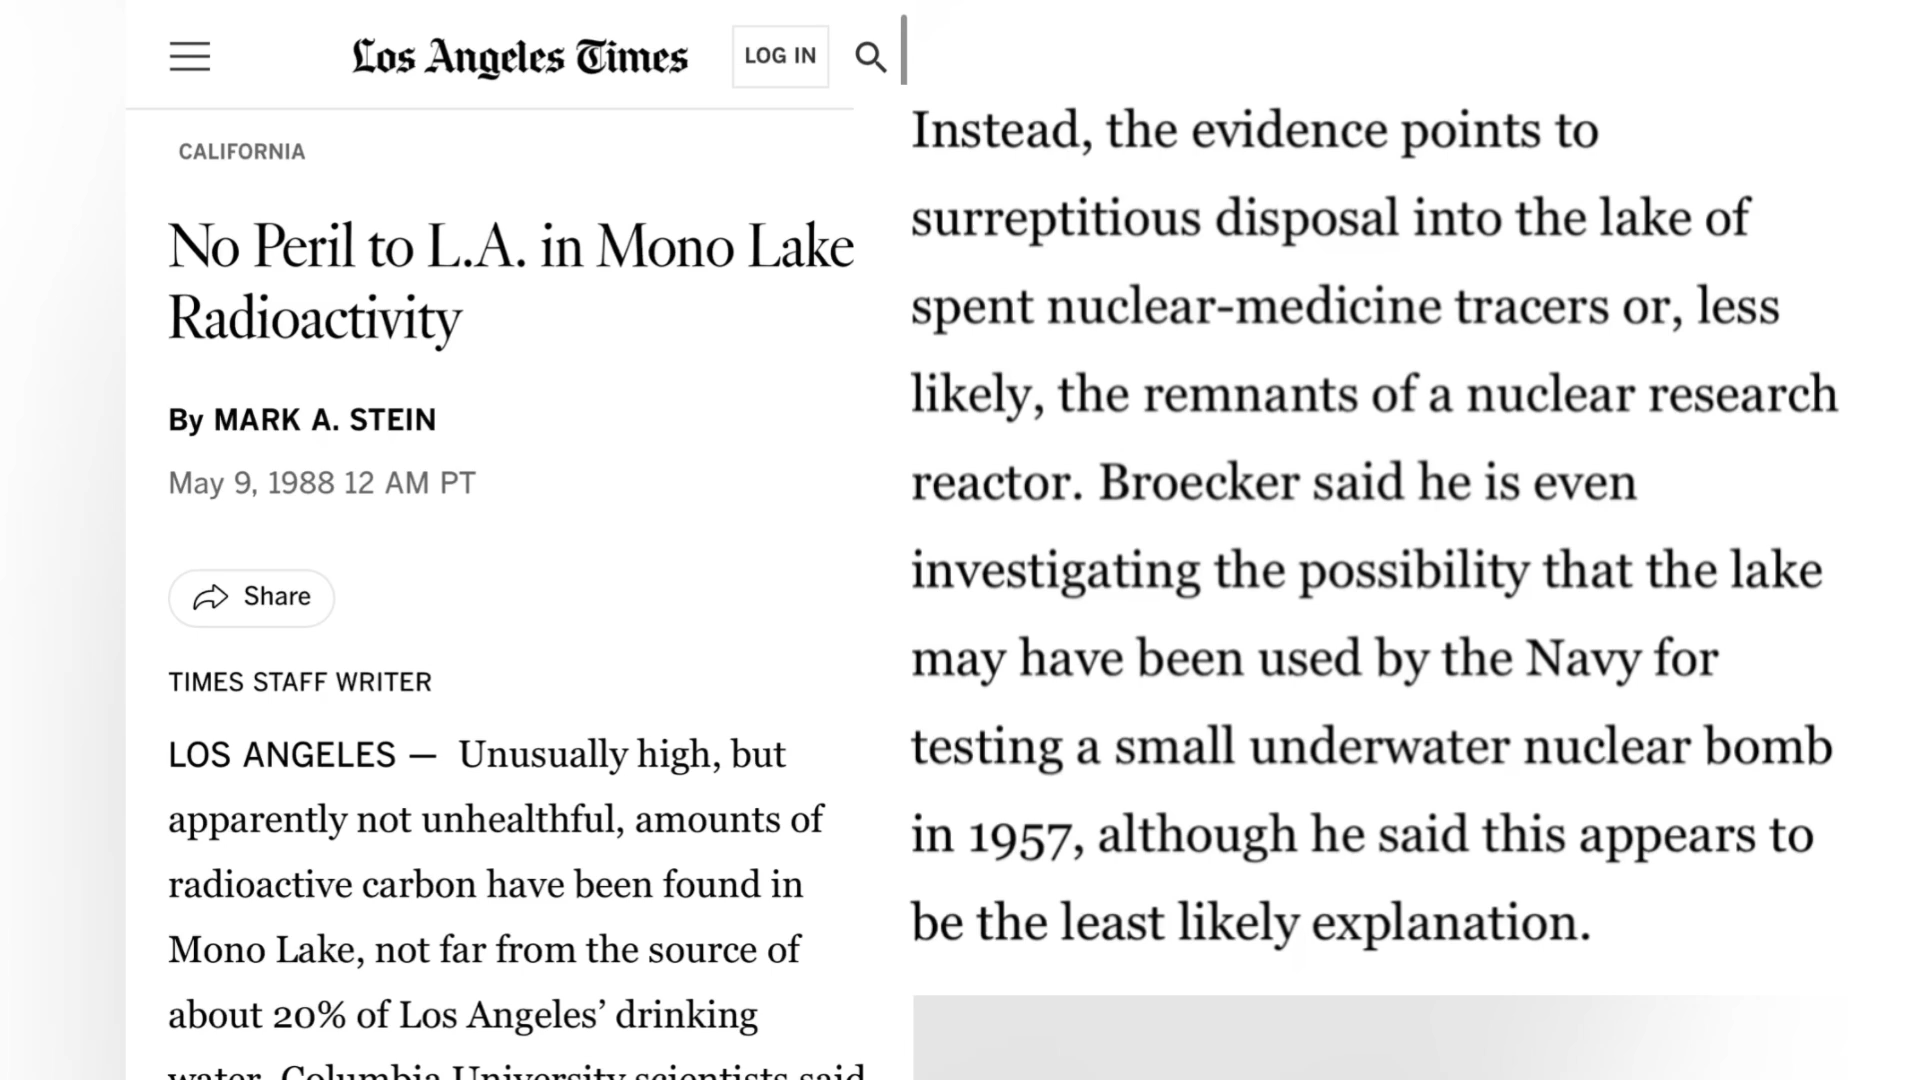 Los Angeles Times
LOG IN
CALIFORNIA
No Peril to L.A. in Mono Lake
Radioactivity
By MARK A. STEIN
May 9, 1988 12 AM PT
Share
TIMES STAFF WRITER
LOS ANGELES — Unusually high, but
apparently not unhealthful, amounts of
radioactive carbon have been found in
Mono Lake, not far from the source of
about 20% of Los Angeles’ drinking
water, Columbia University scientists said
Instead, the evidence points to
surreptitious disposal into the lake of
spent nuclear-medicine tracers or, less
likely, the remnants of a nuclear research
reactor. Broecker said he is even
investigating the possibility that the lake
may have been used by the Navy for
testing a small underwater nuclear bomb
in 1957, although he said this appears to
be the least likely explanation.